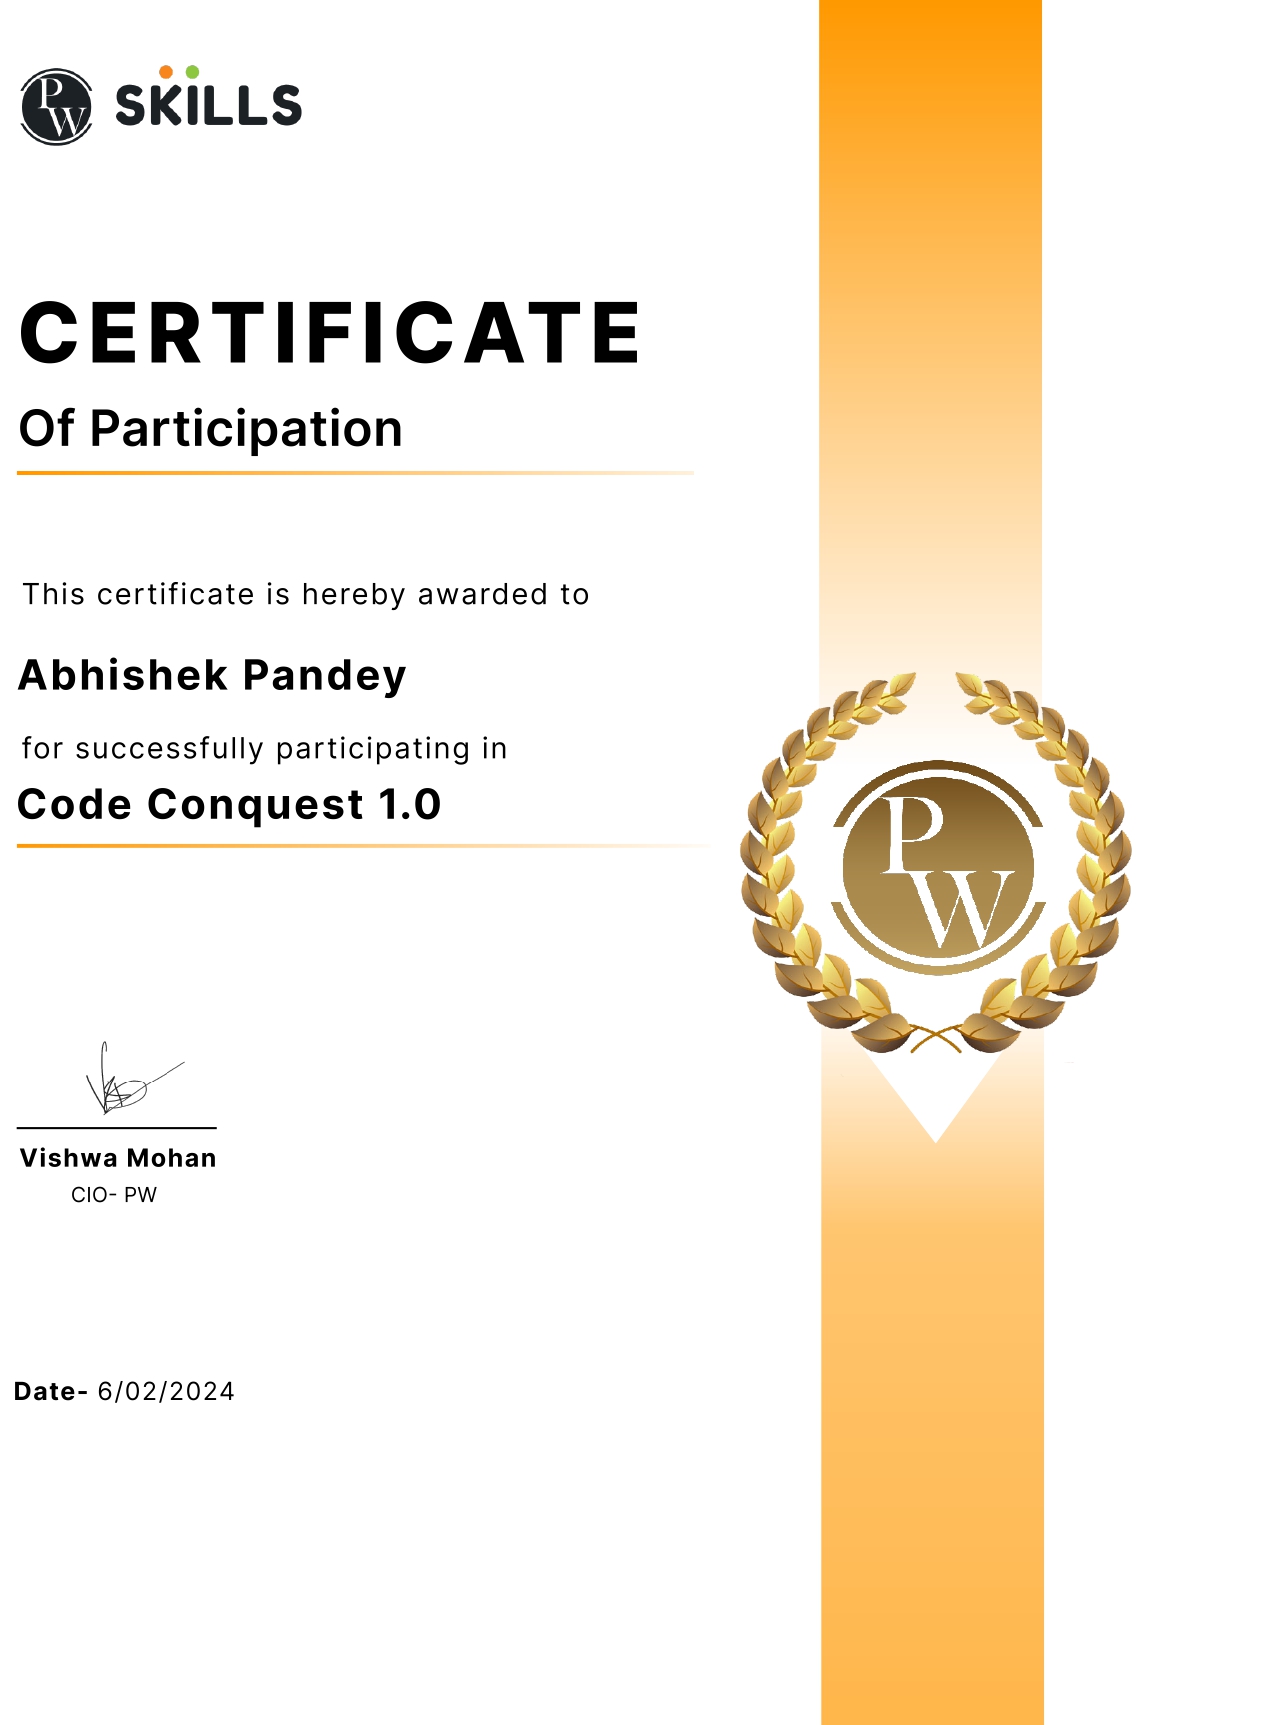 PW SKILLS
CERTIFICATE
Of Participation
This certificate is hereby awarded to
Abhishek Pandey
for successfully participating in
Code Conquest 1.0
PW
Vishwa Mohan
CIO- PW
Date- 6/02/2024